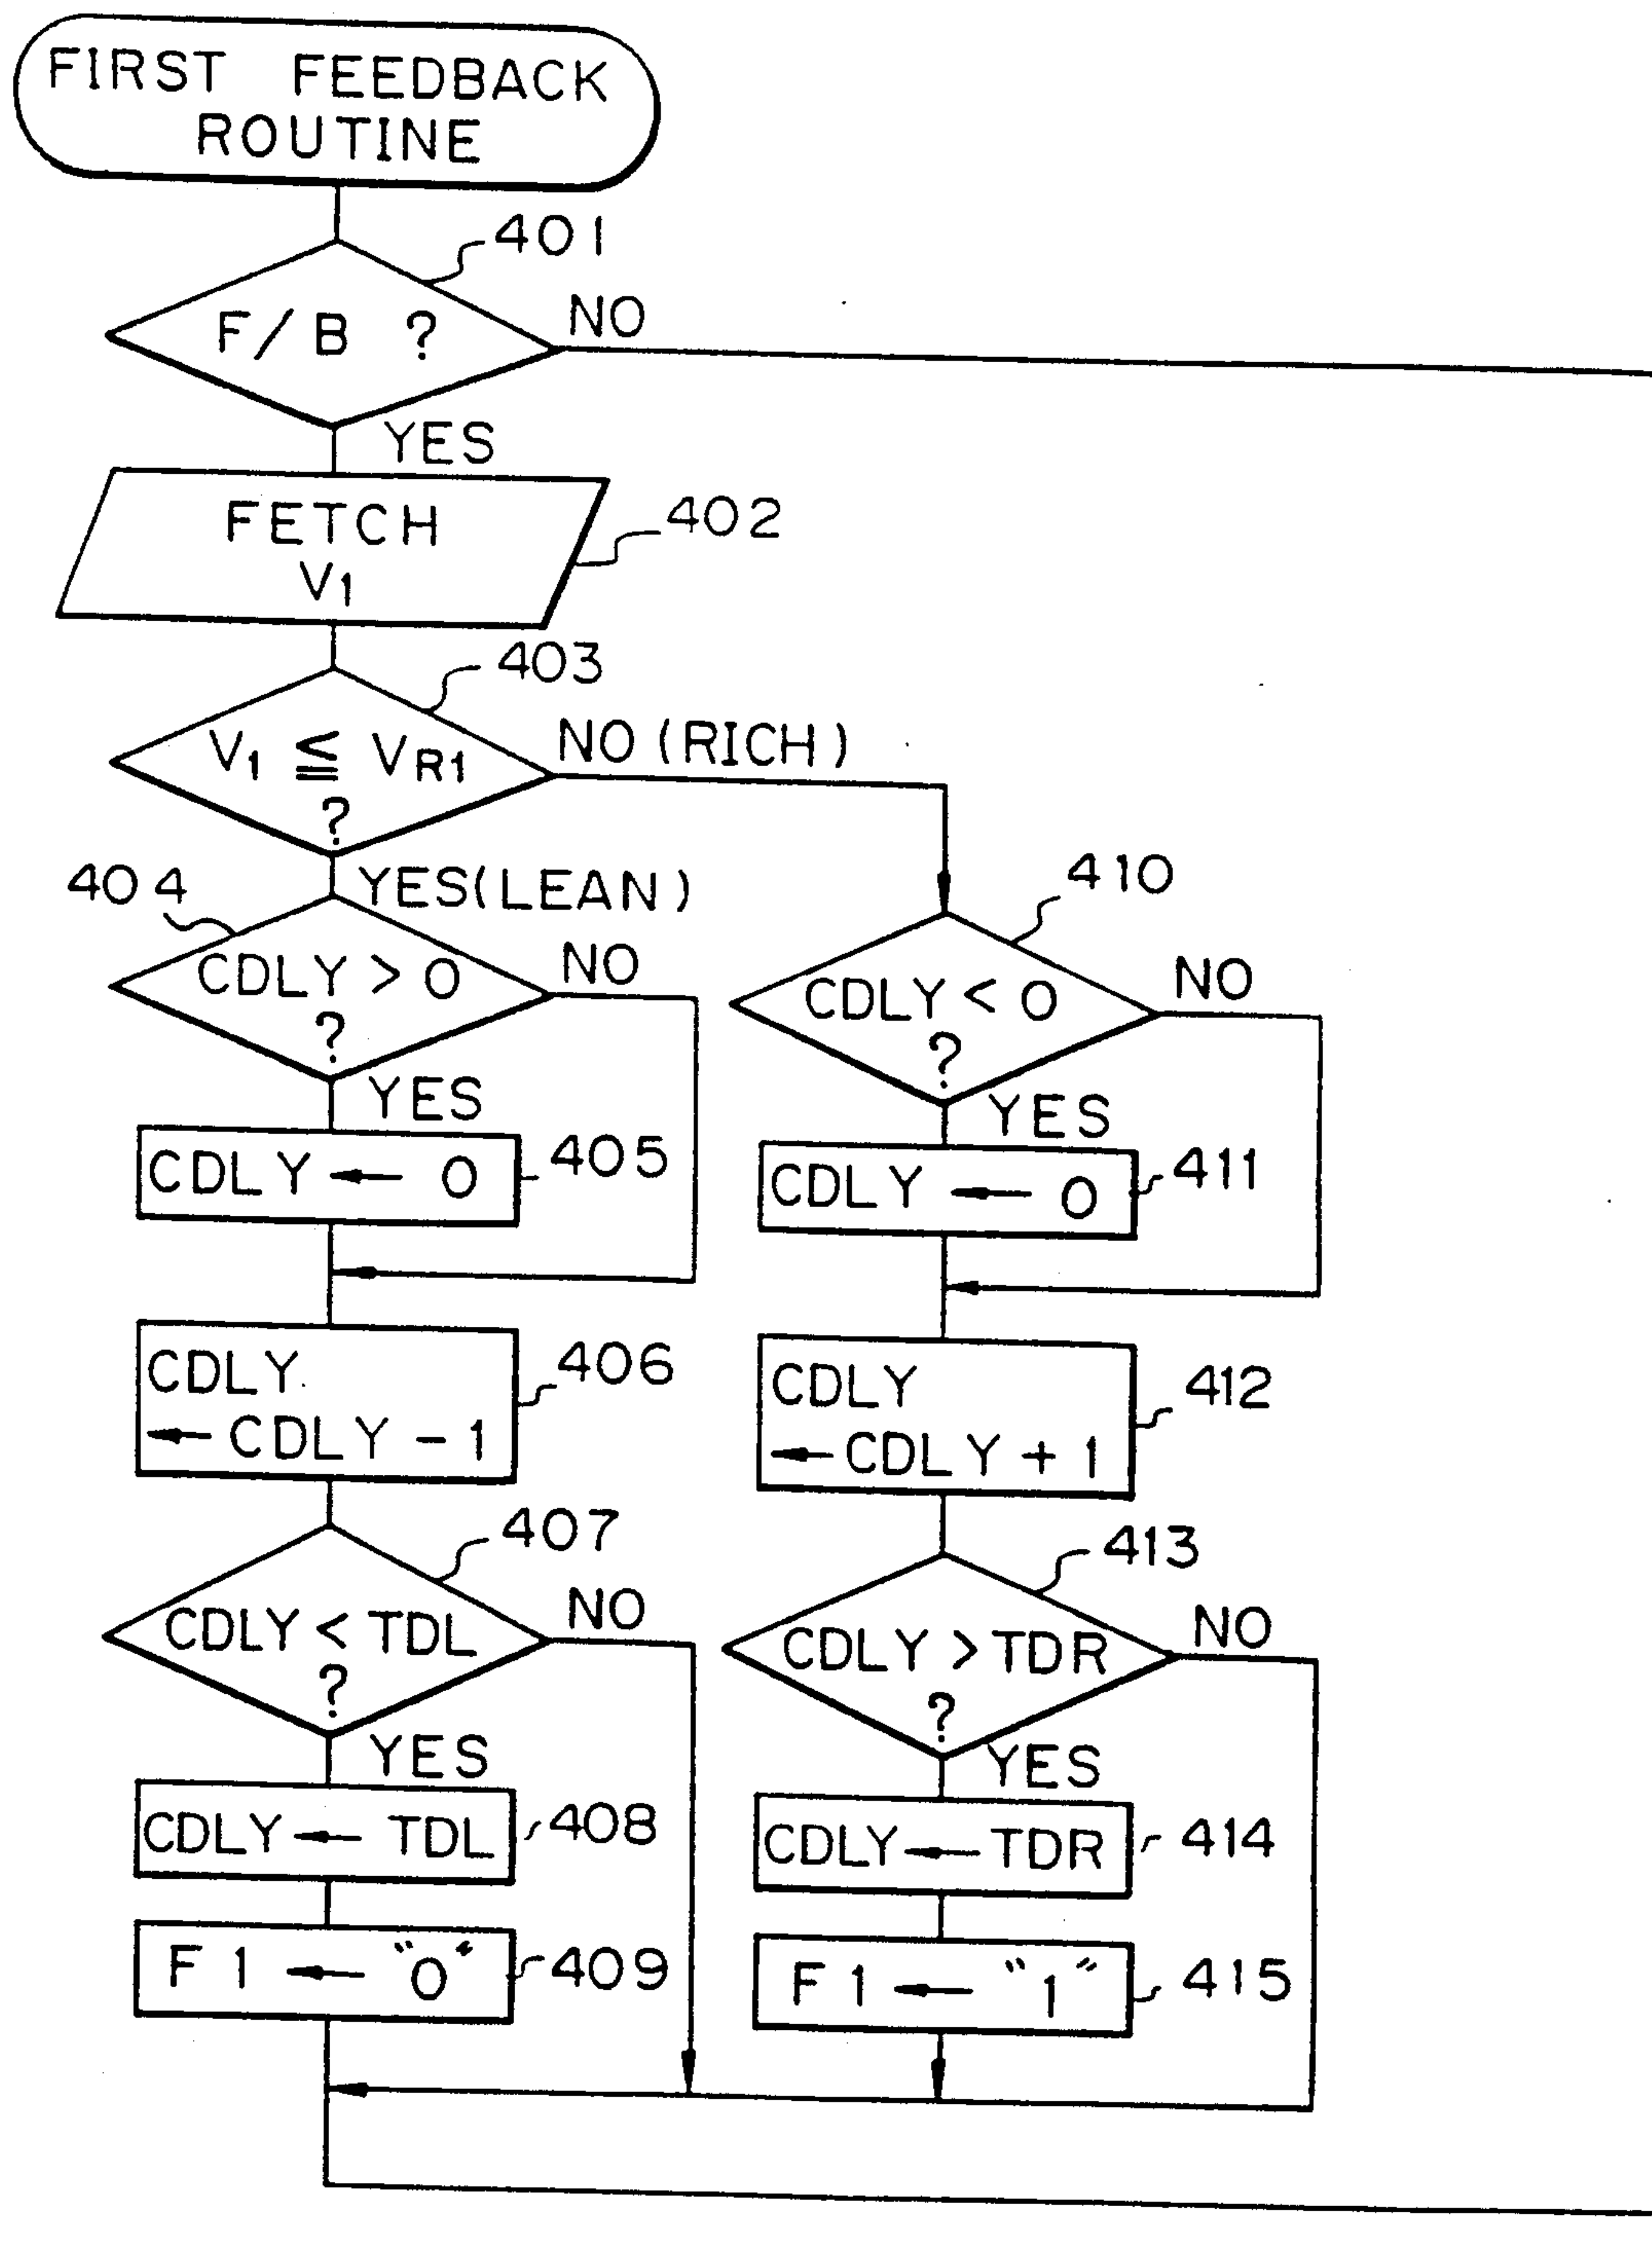 FIRST FEEDBACK
ROUTINE
401
F/B ?
NO
YES
FETCH
V1
402
403
V1 ≦ VR1
?
NO (RICH)
YES(LEAN)
404
CDLY > 0
?
NO
YES
CDLY ← 0
405
CDLY
← CDLY - 1
406
407
CDLY < TDL
?
NO
YES
CDLY ← TDL
408
F1 ← "0"
409
410
CDLY < 0
?
NO
YES
CDLY ← 0
411
CDLY
← CDLY + 1
412
413
CDLY > TDR
?
NO
YES
CDLY ← TDR
414
F1 ← "1"
415